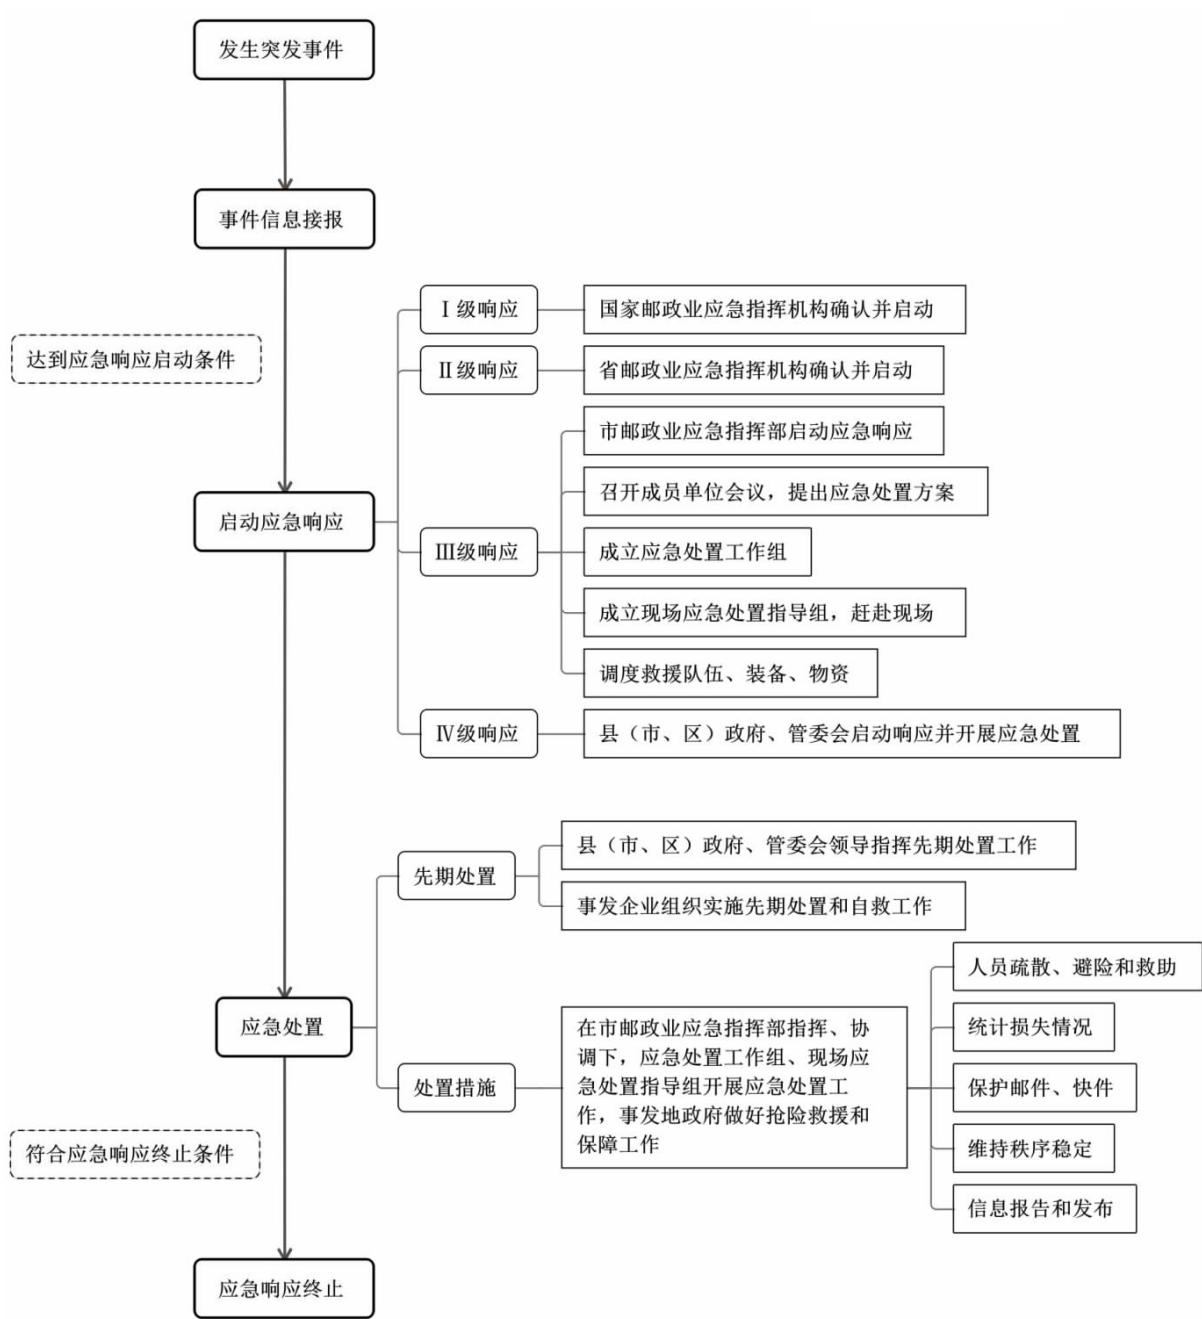 发生突发事件
事件信息接报
达到应急响应启动条件
启动应急响应
Ⅰ级响应
国家邮政业应急指挥机构确认并启动
Ⅱ级响应
省邮政业应急指挥机构确认并启动
Ⅲ级响应
市邮政业应急指挥部启动应急响应
召开成员单位会议，提出应急处置方案
成立应急处置工作组
成立现场应急处置指导组，赶赴现场
调度救援队伍、装备、物资
Ⅳ级响应
县（市、区）政府、管委会启动响应并开展应急处置
应急处置
先期处置
县（市、区）政府、管委会领导指挥先期处置工作
事发企业组织实施先期处置和自救工作
处置措施
在市邮政业应急指挥部指挥、协
调下，应急处置工作组、现场应
急处置指导组开展应急处置工
作，事发地政府做好抢险救援和
保障工作
人员疏散、避险和救助
统计损失情况
保护邮件、快件
维持秩序稳定
信息报告和发布
符合应急响应终止条件
应急响应终止